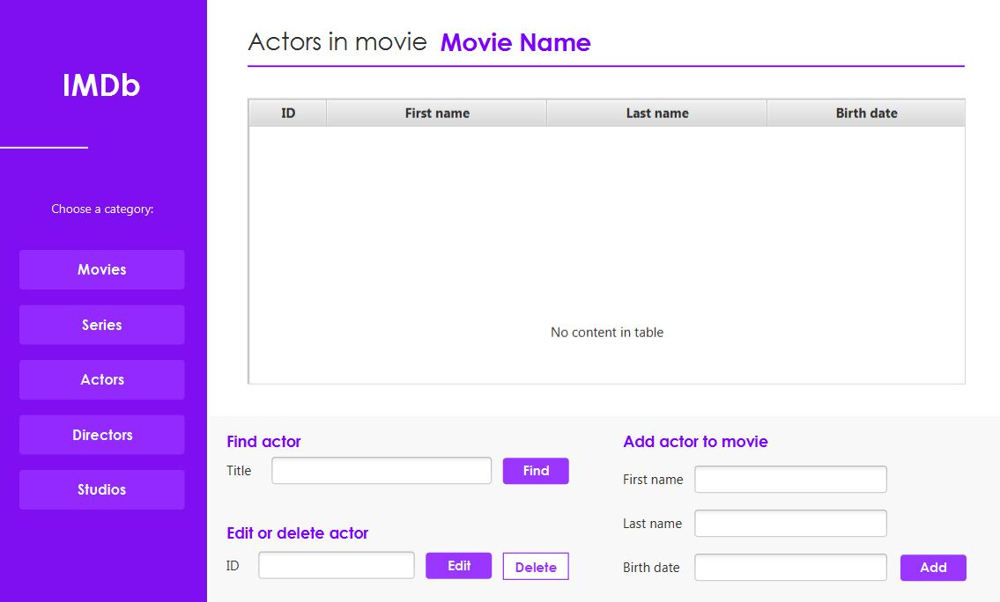 IMDb
Choose a category:
Movies
Series
Actors
Directors
Studios
Actors in movie Movie Name
ID First name Last name Birth date
No content in table
Find actor
Title Find
Edit or delete actor
ID Edit Delete
Add actor to movie
First name
Last name
Birth date Add